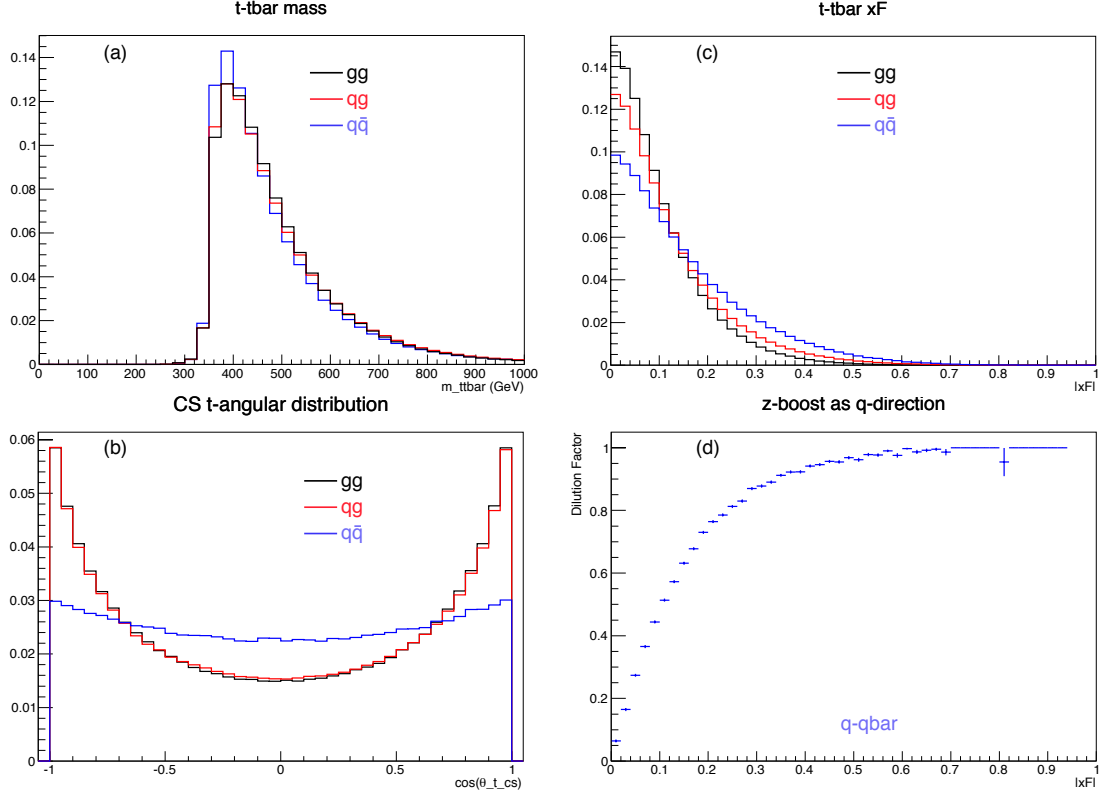 t-tbar mass
(a)
gg
qg
qq̄
0.14
0.12
0.1
0.08
0.06
0.04
0.02
0
0 100 200 300 400 500 600 700 800 900 1000
m_ttbar (GeV)
t-tbar xF
(c)
gg
qg
qq̄
0.14
0.12
0.1
0.08
0.06
0.04
0.02
0
0 0.1 0.2 0.3 0.4 0.5 0.6 0.7 0.8 0.9 1
|xF|
CS t-angular distribution
(b)
gg
qg
qq̄
0.06
0.05
0.04
0.03
0.02
0.01
0
-1 -0.5 0 0.5 1
cos(θ_t_cs)
z-boost as q-direction
(d)
Dilution Factor
1
0.8
0.6
0.4
0.2
0
q-qbar
0 0.1 0.2 0.3 0.4 0.5 0.6 0.7 0.8 0.9 1
|xF|